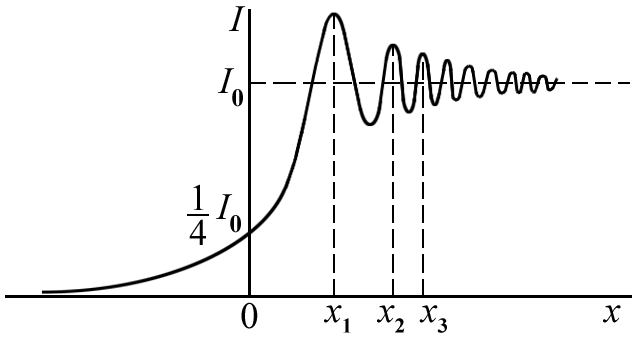 I
I₀
1/4 I₀
0 x₁ x₂ x₃ x